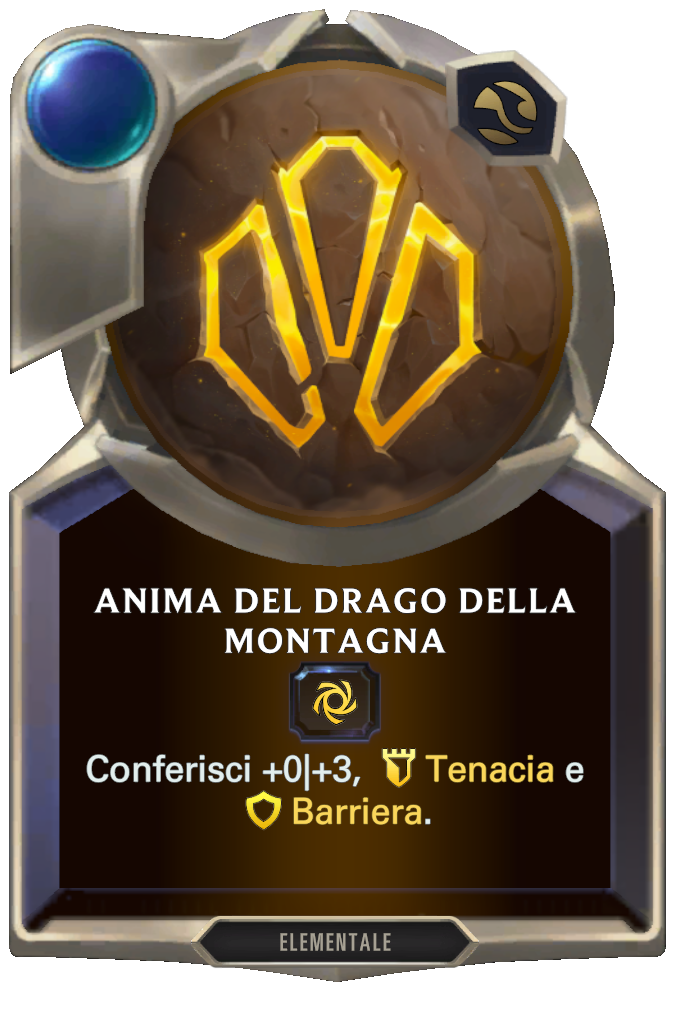 ANIMA DEL DRAGO DELLA
MONTAGNA
Conferisci +0|+3, Tenacia e
Barriera.
ELEMENTALE